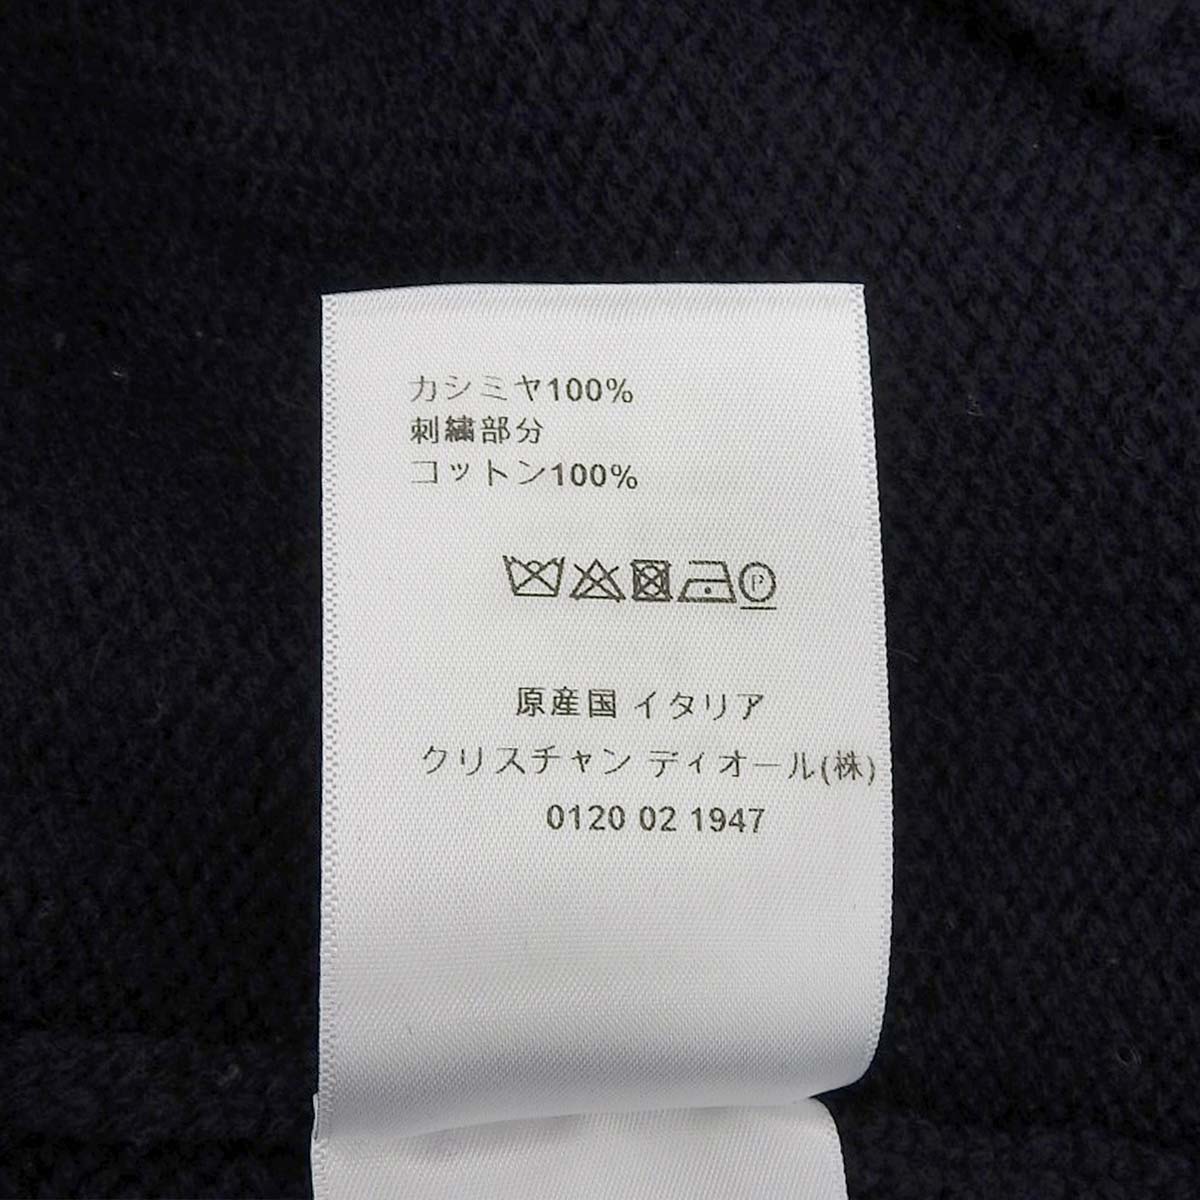 カシミヤ100%
刺繍部分
コットン100%
P
原産国 イタリア
クリスチャン ディオール(株)
0120 02 1947